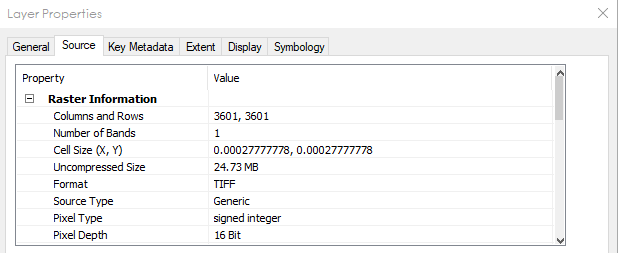 Layer Properties
General Source Key Metadata Extent Display Symbology
Property Value
Raster Information
Columns and Rows 3601, 3601
Number of Bands 1
Cell Size (X, Y) 0.00027777778, 0.00027777778
Uncompressed Size 24.73 MB
Format TIFF
Source Type Generic
Pixel Type signed integer
Pixel Depth 16 Bit